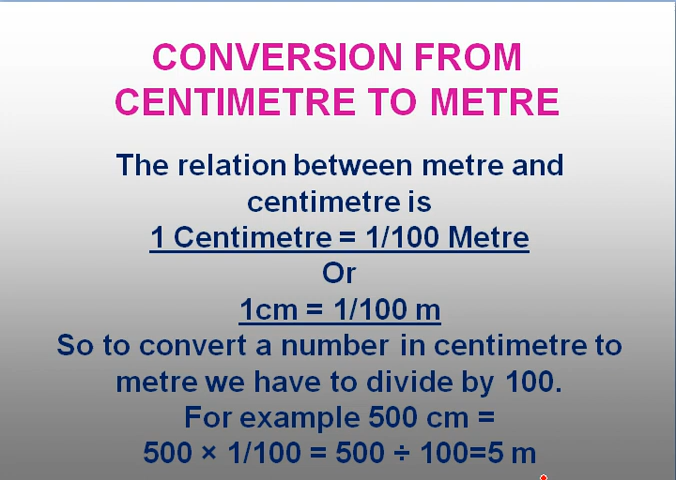 CONVERSION FROM
CENTIMETRE TO METRE
The relation between metre and
centimetre is
1 Centimetre = 1/100 Metre
Or
1cm = 1/100 m
So to convert a number in centimetre to
metre we have to divide by 100.
For example 500 cm =
500 × 1/100 = 500 ÷ 100=5 m